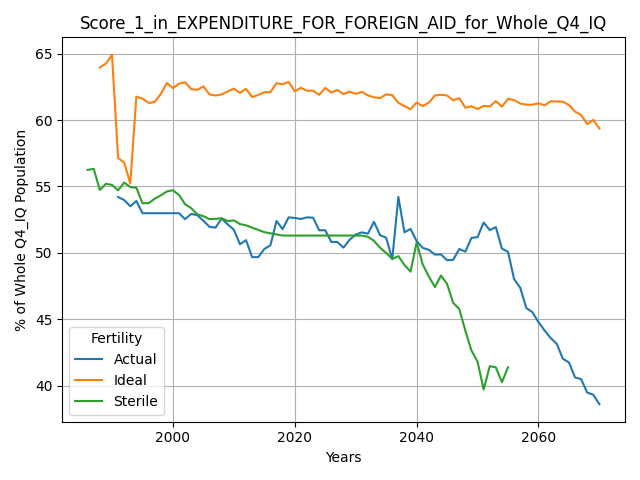 Score_1_in_EXPENDITURE_FOR_FOREIGN_AID_for_Whole_Q4_IQ
% of Whole Q4_IQ Population
65
60
55
50
45
40
Fertility
Actual
Ideal
Sterile
2000 2020 2040 2060
Years